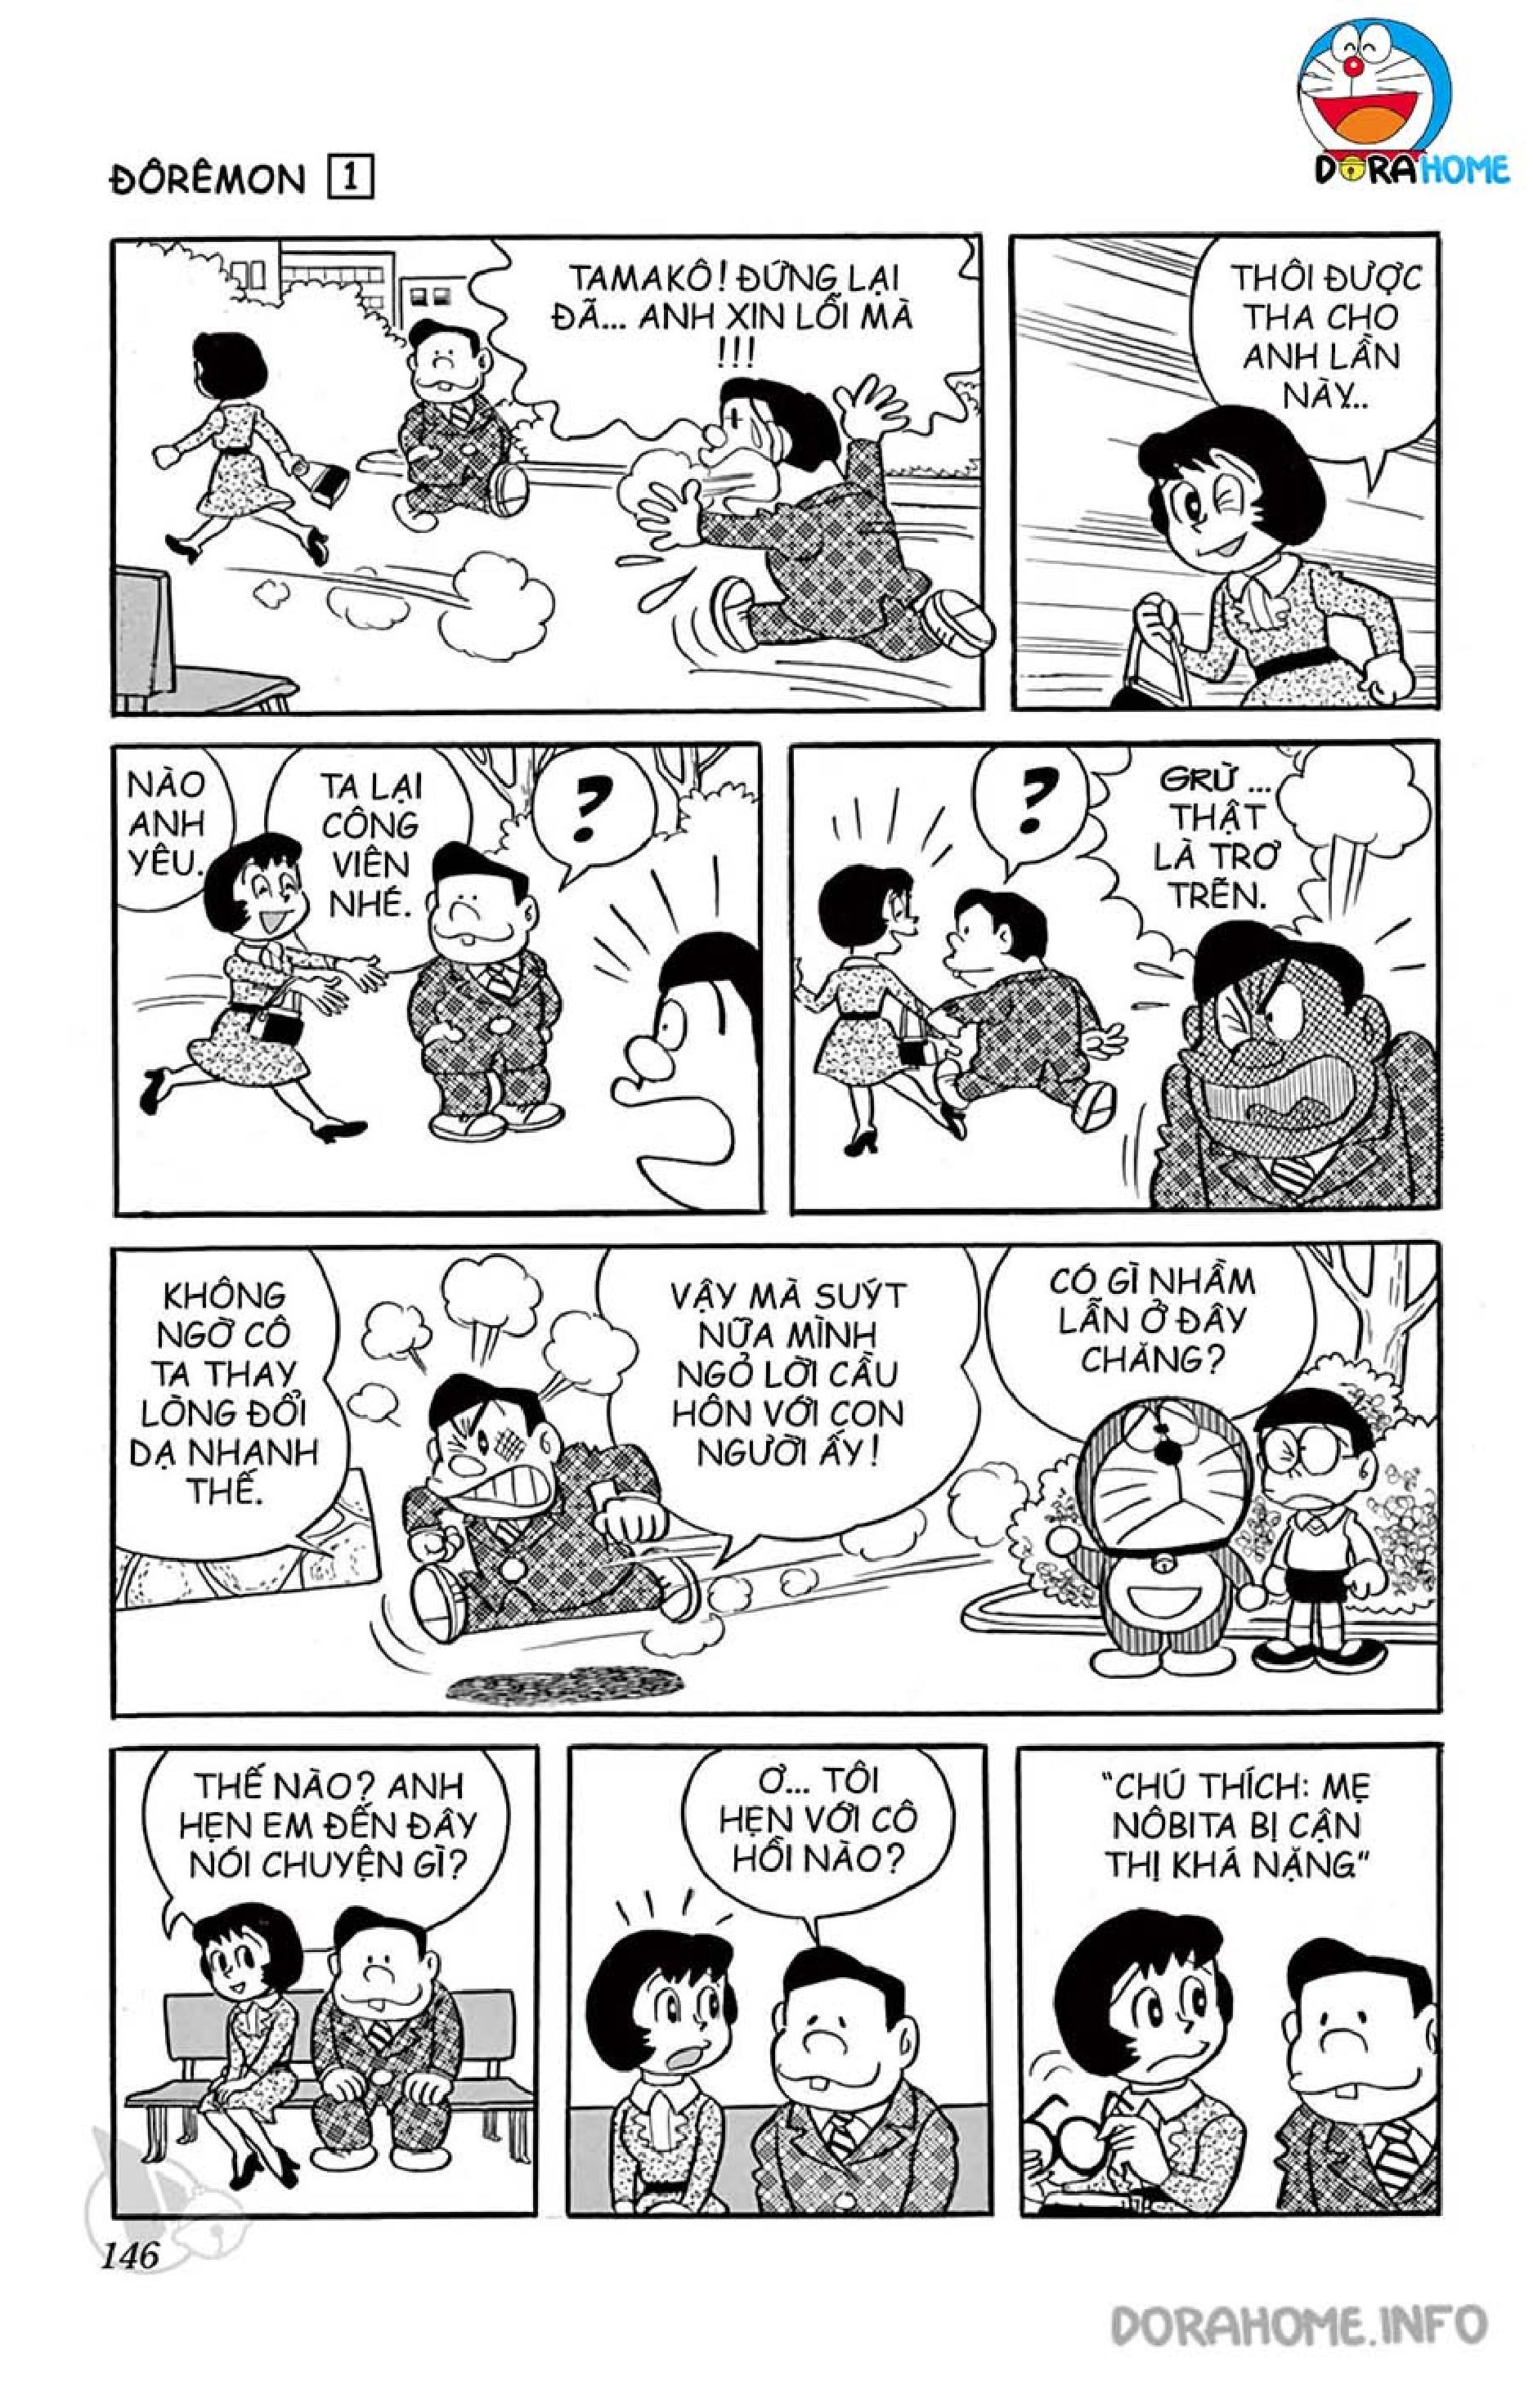 DORAHOME
ĐÔRÊMON 1
TAMAKÔ! ĐỨNG LẠI
ĐÃ... ANH XIN LỖI MÀ
!!!
THÔI ĐƯỢC
THA CHO
ANH LẦN
NÀY...
NÀO
ANH
YÊU.
TA LẠI
CÔNG
VIÊN
NHÉ.
?
?
GRỪ ...
THẬT
LÀ TRƠ
TRẼN.
KHÔNG
NGỜ CÔ
TA THAY
LÒNG ĐỔI
DẠ NHANH
THẾ.
VẬY MÀ SUÝT
NỮA MÌNH
NGỎ LỜI CẦU
HÔN VỚI CON
NGƯỜI ẤY!
CÓ GÌ NHẦM
LẪN Ở ĐÂY
CHĂNG?
THẾ NÀO? ANH
HẸN EM ĐẾN ĐÂY
NÓI CHUYỆN GÌ?
Ơ... TÔI
HẸN VỚI CÔ
HỒI NÀO?
"CHÚ THÍCH: MẸ
NÔBITA BỊ CẬN
THỊ KHÁ NẶNG."
146
DORAHOME.INFO